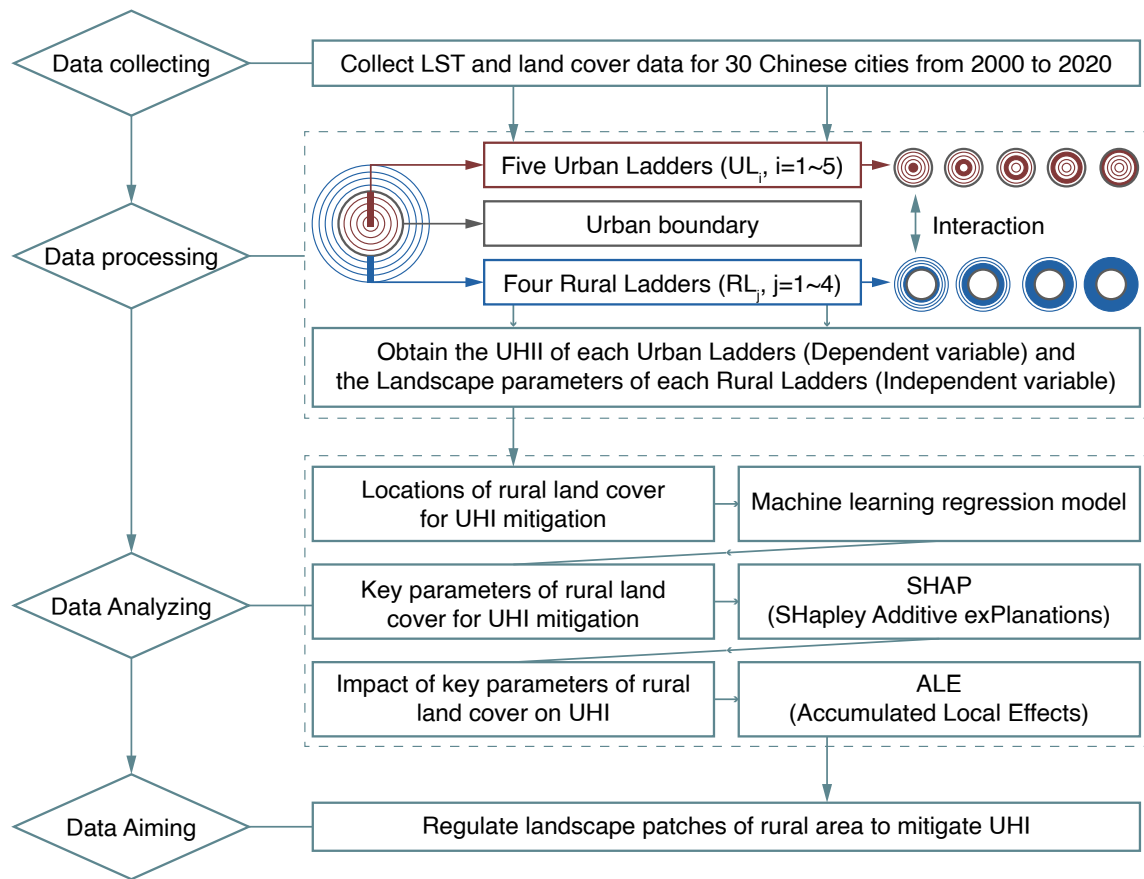 Data collecting
Collect LST and land cover data for 30 Chinese cities from 2000 to 2020
Data processing
Five Urban Ladders (ULi, i=1~5)
Urban boundary
Interaction
Four Rural Ladders (RLj, j=1~4)
Obtain the UHII of each Urban Ladders (Dependent variable) and
the Landscape parameters of each Rural Ladders (Independent variable)
Data Analyzing
Locations of rural land cover
for UHI mitigation
Machine learning regression model
Key parameters of rural land
cover for UHI mitigation
SHAP
(SHapley Additive exPlanations)
Impact of key parameters of rural
land cover on UHI
ALE
(Accumulated Local Effects)
Data Aiming
Regulate landscape patches of rural area to mitigate UHI